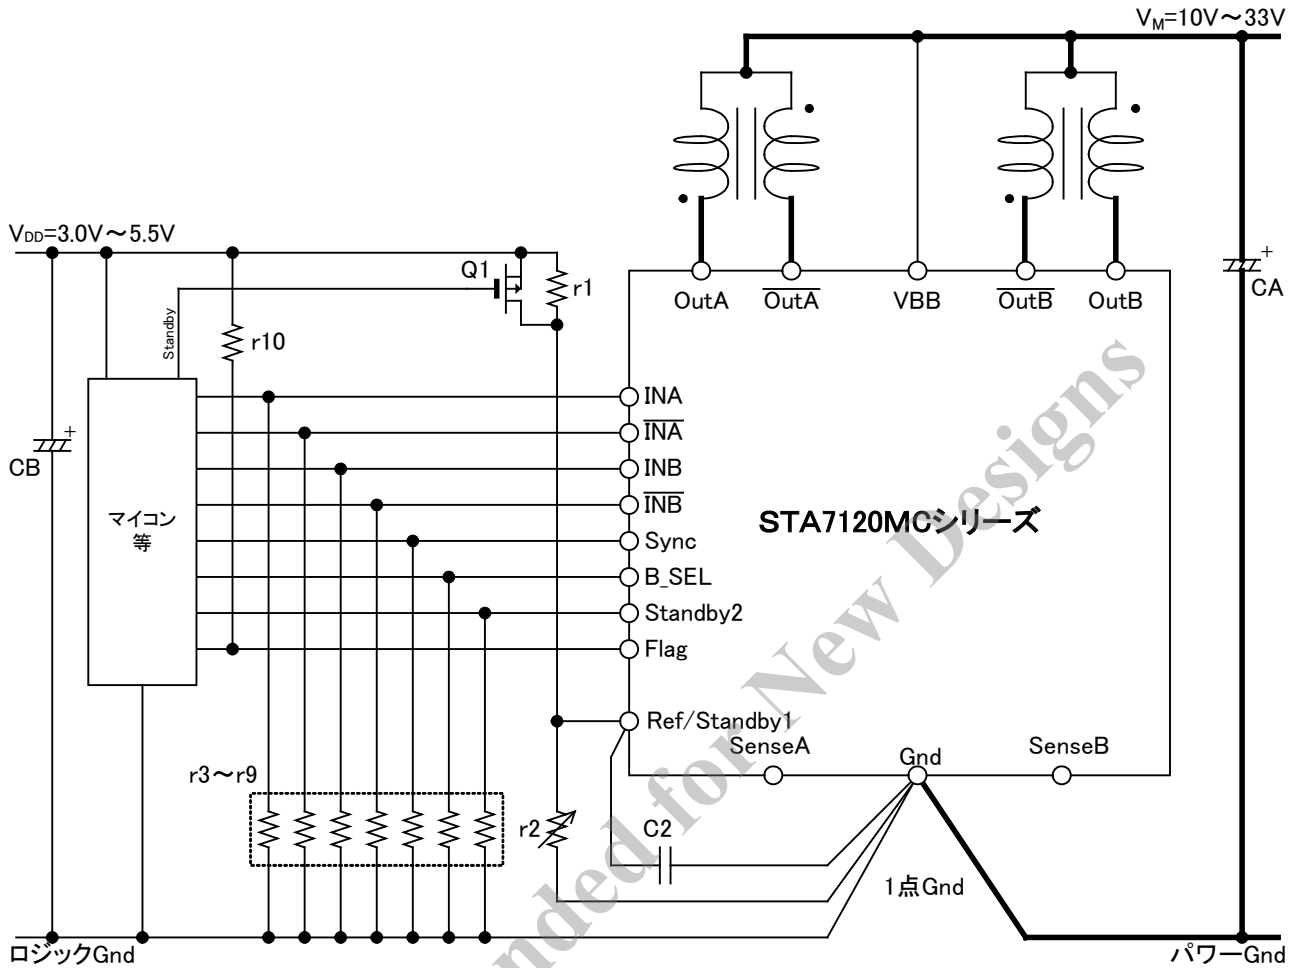 VM=10V～33V
VDD=3.0V～5.5V
Q1
r1
OutA
OutA
VBB
OutB
OutB
+
CA
Standby
r10
INA
INA
INB
INB
Sync
B_SEL
Standby2
Flag
+
CB
マイコン
等
STA7120MCシリーズ
Ref/Standby1
SenseA
Gnd
SenseB
r3～r9
r2
C2
1点Gnd
ロジックGnd
パワーGnd
nded for New Designs